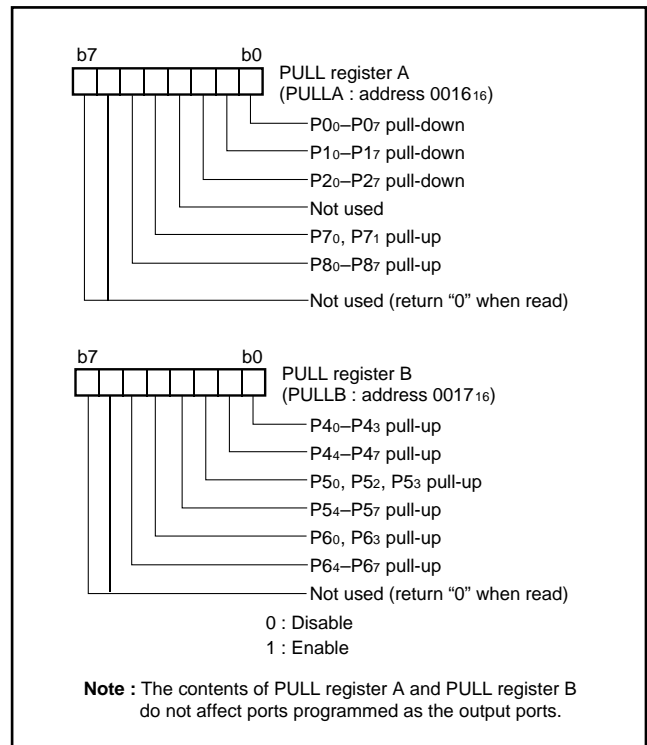 b7 b0
PULL register A
(PULLA : address 0016₁₆)
P0₀–P0₇ pull-down
P1₀–P1₇ pull-down
P2₀–P2₇ pull-down
Not used
P7₀, P7₁ pull-up
P8₀–P8₇ pull-up
Not used (return “0” when read)
b7 b0
PULL register B
(PULLB : address 0017₁₆)
P4₀–P4₃ pull-up
P4₄–P4₇ pull-up
P5₀, P5₂, P5₃ pull-up
P5₄–P5₇ pull-up
P6₀, P6₃ pull-up
P6₄–P6₇ pull-up
Not used (return “0” when read)
0 : Disable
1 : Enable
Note : The contents of PULL register A and PULL register B
do not affect ports programmed as the output ports.